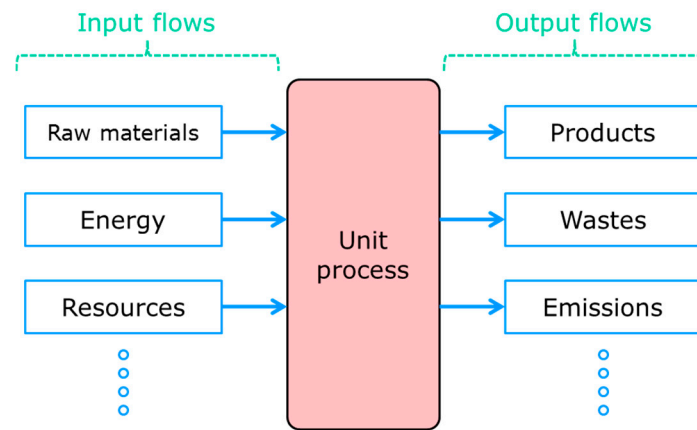 Input flows
Output flows
Raw materials
Products
Energy
Wastes
Unit
process
Resources
Emissions